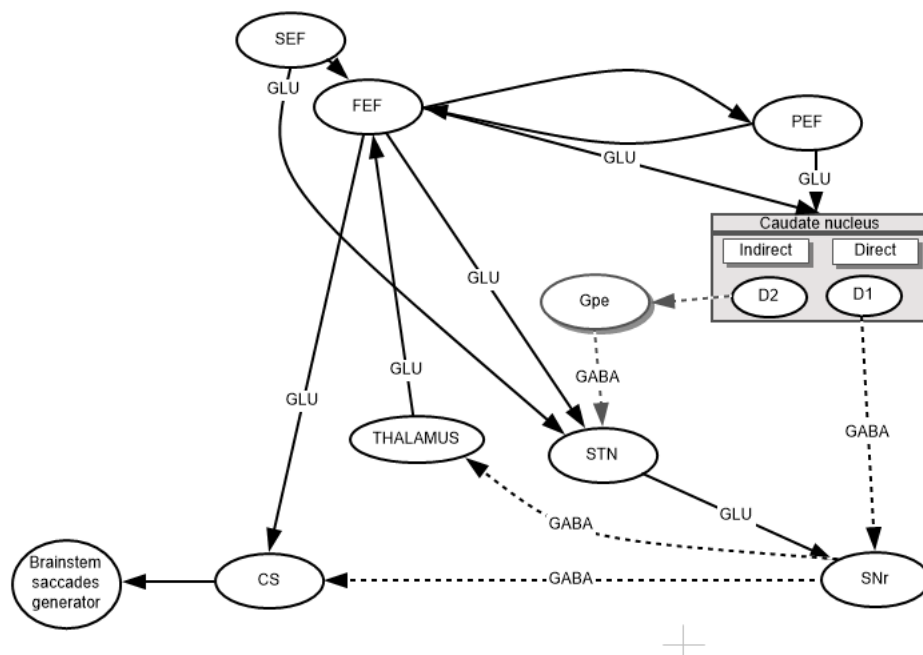 SEF
GLU
FEF
PEF
GLU
GLU
Caudate nucleus
Indirect
Direct
D2
D1
Gpe
GLU
GABA
GLU
GLU
GABA
THALAMUS
STN
GLU
GABA
Brainstem
saccades
generator
CS
GABA
SNr